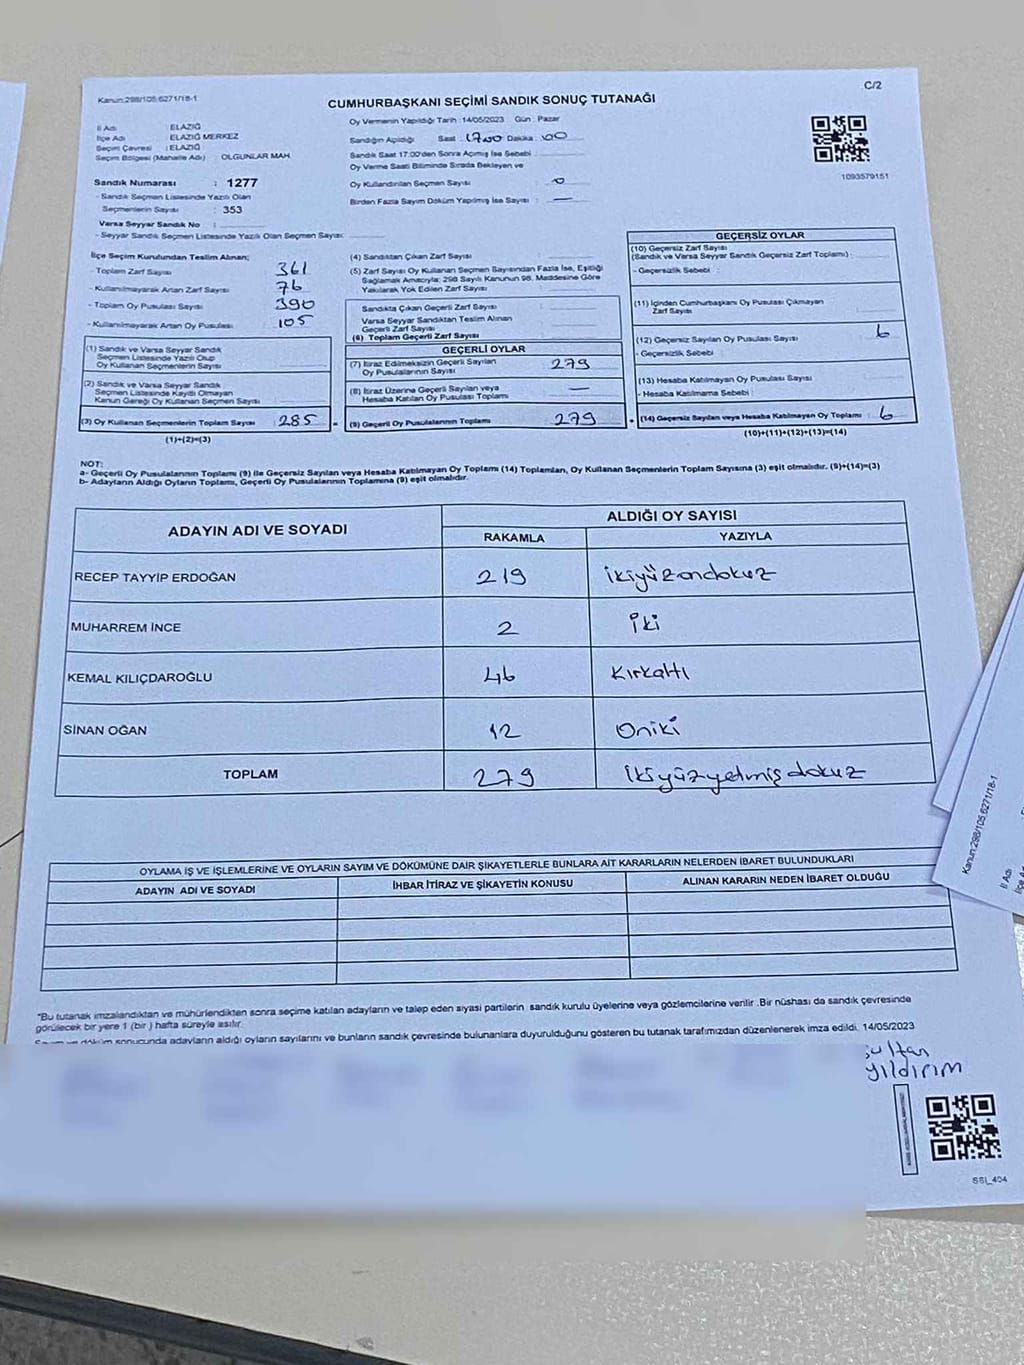 Kanun:298/105,6271/18-1
C/2
CUMHURBAŞKANI SEÇİMİ SANDIK SONUÇ TUTANAĞI
İl Adı : ELAZIĞ
İlçe Adı : ELAZIĞ MERKEZ
Seçim Çevresi : ELAZIĞ
Seçim Bölgesi (Mahalle Adı) : OLGUNLAR MAH.
Sandık Numarası : 1277
- Sandık Seçmen Listesinde Yazılı Olan
Seçmenlerin Sayısı : 353
Varsa Seyyar Sandık No :
- Seyyar Sandık Seçmen Listesinde Yazılı Olan Seçmen Sayısı:
Oy Vermenin Yapıldığı Tarih : 14/05/2023 Gün : Pazar
Sandığın Açıldığı Saat : 17:00 Dakika : 00
Sandık Saat 17.00'den Sonra Açmış İse Sebebi :
Oy Verme Saati Bitiminde Sırada Bekleyen ve
Oy Kullandırılan Seçmen Sayısı : 0
Birden Fazla Sayım Döküm Yapılmış İse Sayısı : —
1093579151
İlçe Seçim Kurulundan Teslim Alınan;
- Toplam Zarf Sayısı : 361
- Kullanılmayarak Artan Zarf Sayısı : 76
- Toplam Oy Pusulası Sayısı : 390
- Kullanılmayarak Artan Oy Pusulası : 105
(1) Sandık ve Varsa Seyyar Sandık
Seçmen Listesinde Yazılı Olup
Oy Kullanan Seçmenlerin Sayısı :
(2) Sandık ve Varsa Seyyar Sandık
Seçmen Listesinde Kayıtlı Olmayan
Kanun Gereği Oy Kullanan Seçmen Sayısı :
(3) Oy Kullanan Seçmenlerin Toplam Sayısı : 285
(1)+(2)=(3)
(4) Sandıktan Çıkan Zarf Sayısı :
(5) Zarf Sayısı Oy Kullanan Seçmen Sayısından Fazla İse, Eşitliği
Sağlamak Amacıyla; 298 Sayılı Kanunun 98. Maddesine Göre
Yakılarak Yok Edilen Zarf Sayısı :
Sandıkta Çıkan Geçerli Zarf Sayısı :
Varsa Seyyar Sandıktan Teslim Alınan
Geçerli Zarf Sayısı :
(6) Toplam Geçerli Zarf Sayısı :
GEÇERLİ OYLAR
(7) İtiraz Edilmeksizin Geçerli Sayılan
Oy Pusulalarının Sayısı : 279
(8) İtiraz Üzerine Geçerli Sayılan veya
Hesaba Katılan Oy Pusulası Toplamı : —
(9) Geçerli Oy Pusulalarının Toplamı : 279
GEÇERSİZ OYLAR
(10) Geçersiz Zarf Sayısı
(Sandık ve Varsa Seyyar Sandık Geçersiz Zarf Toplamı) :
- Geçersizlik Sebebi :
(11) İçinden Cumhurbaşkanı Oy Pusulası Çıkmayan
Zarf Sayısı :
(12) Geçersiz Sayılan Oy Pusulası Sayısı : 6
- Geçersizlik Sebebi :
(13) Hesaba Katılmayan Oy Pusulası Sayısı :
- Hesaba Katılmama Sebebi :
(14) Geçersiz Sayılan veya Hesaba Katılmayan Oy Toplamı : 6
(10)+(11)+(12)+(13)=(14)
NOT:
a- Geçerli Oy Pusulalarının Toplamı (9) ile Geçersiz Sayılan veya Hesaba Katılmayan Oy Toplamı (14) Toplamları, Oy Kullanan Seçmenlerin Toplam Sayısına (3) eşit olmalıdır. (9)+(14)=(3)
b- Adayların Aldığı Oyların Toplamı, Geçerli Oy Pusulalarının Toplamına (9) eşit olmalıdır.
ADAYIN ADI VE SOYADI
ALDIĞI OY SAYISI
RAKAMLA YAZIYLA
RECEP TAYYİP ERDOĞAN 219 ikiyüzondokuz
MUHARREM İNCE 2 iki
KEMAL KILIÇDAROĞLU 46 Kırkaltı
SİNAN OĞAN 12 Oniki
TOPLAM 279 ikiyüzyetmişdokuz
OYLAMA İŞ VE İŞLEMLERİNE VE OYLARIN SAYIM VE DÖKÜMÜNE DAİR ŞİKAYETLERLE BUNLARA AİT KARARLARIN NELERDEN İBARET BULUNDUKLARI
ADAYIN ADI VE SOYADI İHBAR İTİRAZ VE ŞİKAYETİN KONUSU ALINAN KARARIN NEDEN İBARET OLDUĞU
"Bu tutanak imzalandıktan ve mühürlendikten sonra seçime katılan adayların ve talep eden siyasi partilerin sandık kurulu üyelerine veya gözlemcilerine verilir. Bir nüshası da sandık çevresinde
görülecek bir yere 1 (bir) hafta süreyle asılır.
Sayım ve döküm sonucunda adayların aldığı oyların sayılarını ve bunların sandık çevresinde bulunanlara duyurulduğunu gösteren bu tutanak tarafımızdan düzenlenerek imza edildi. 14/05/2023
Sultan
yıldırım
SSI_404
Kanun:298/105,6271/18-1
İl Adı